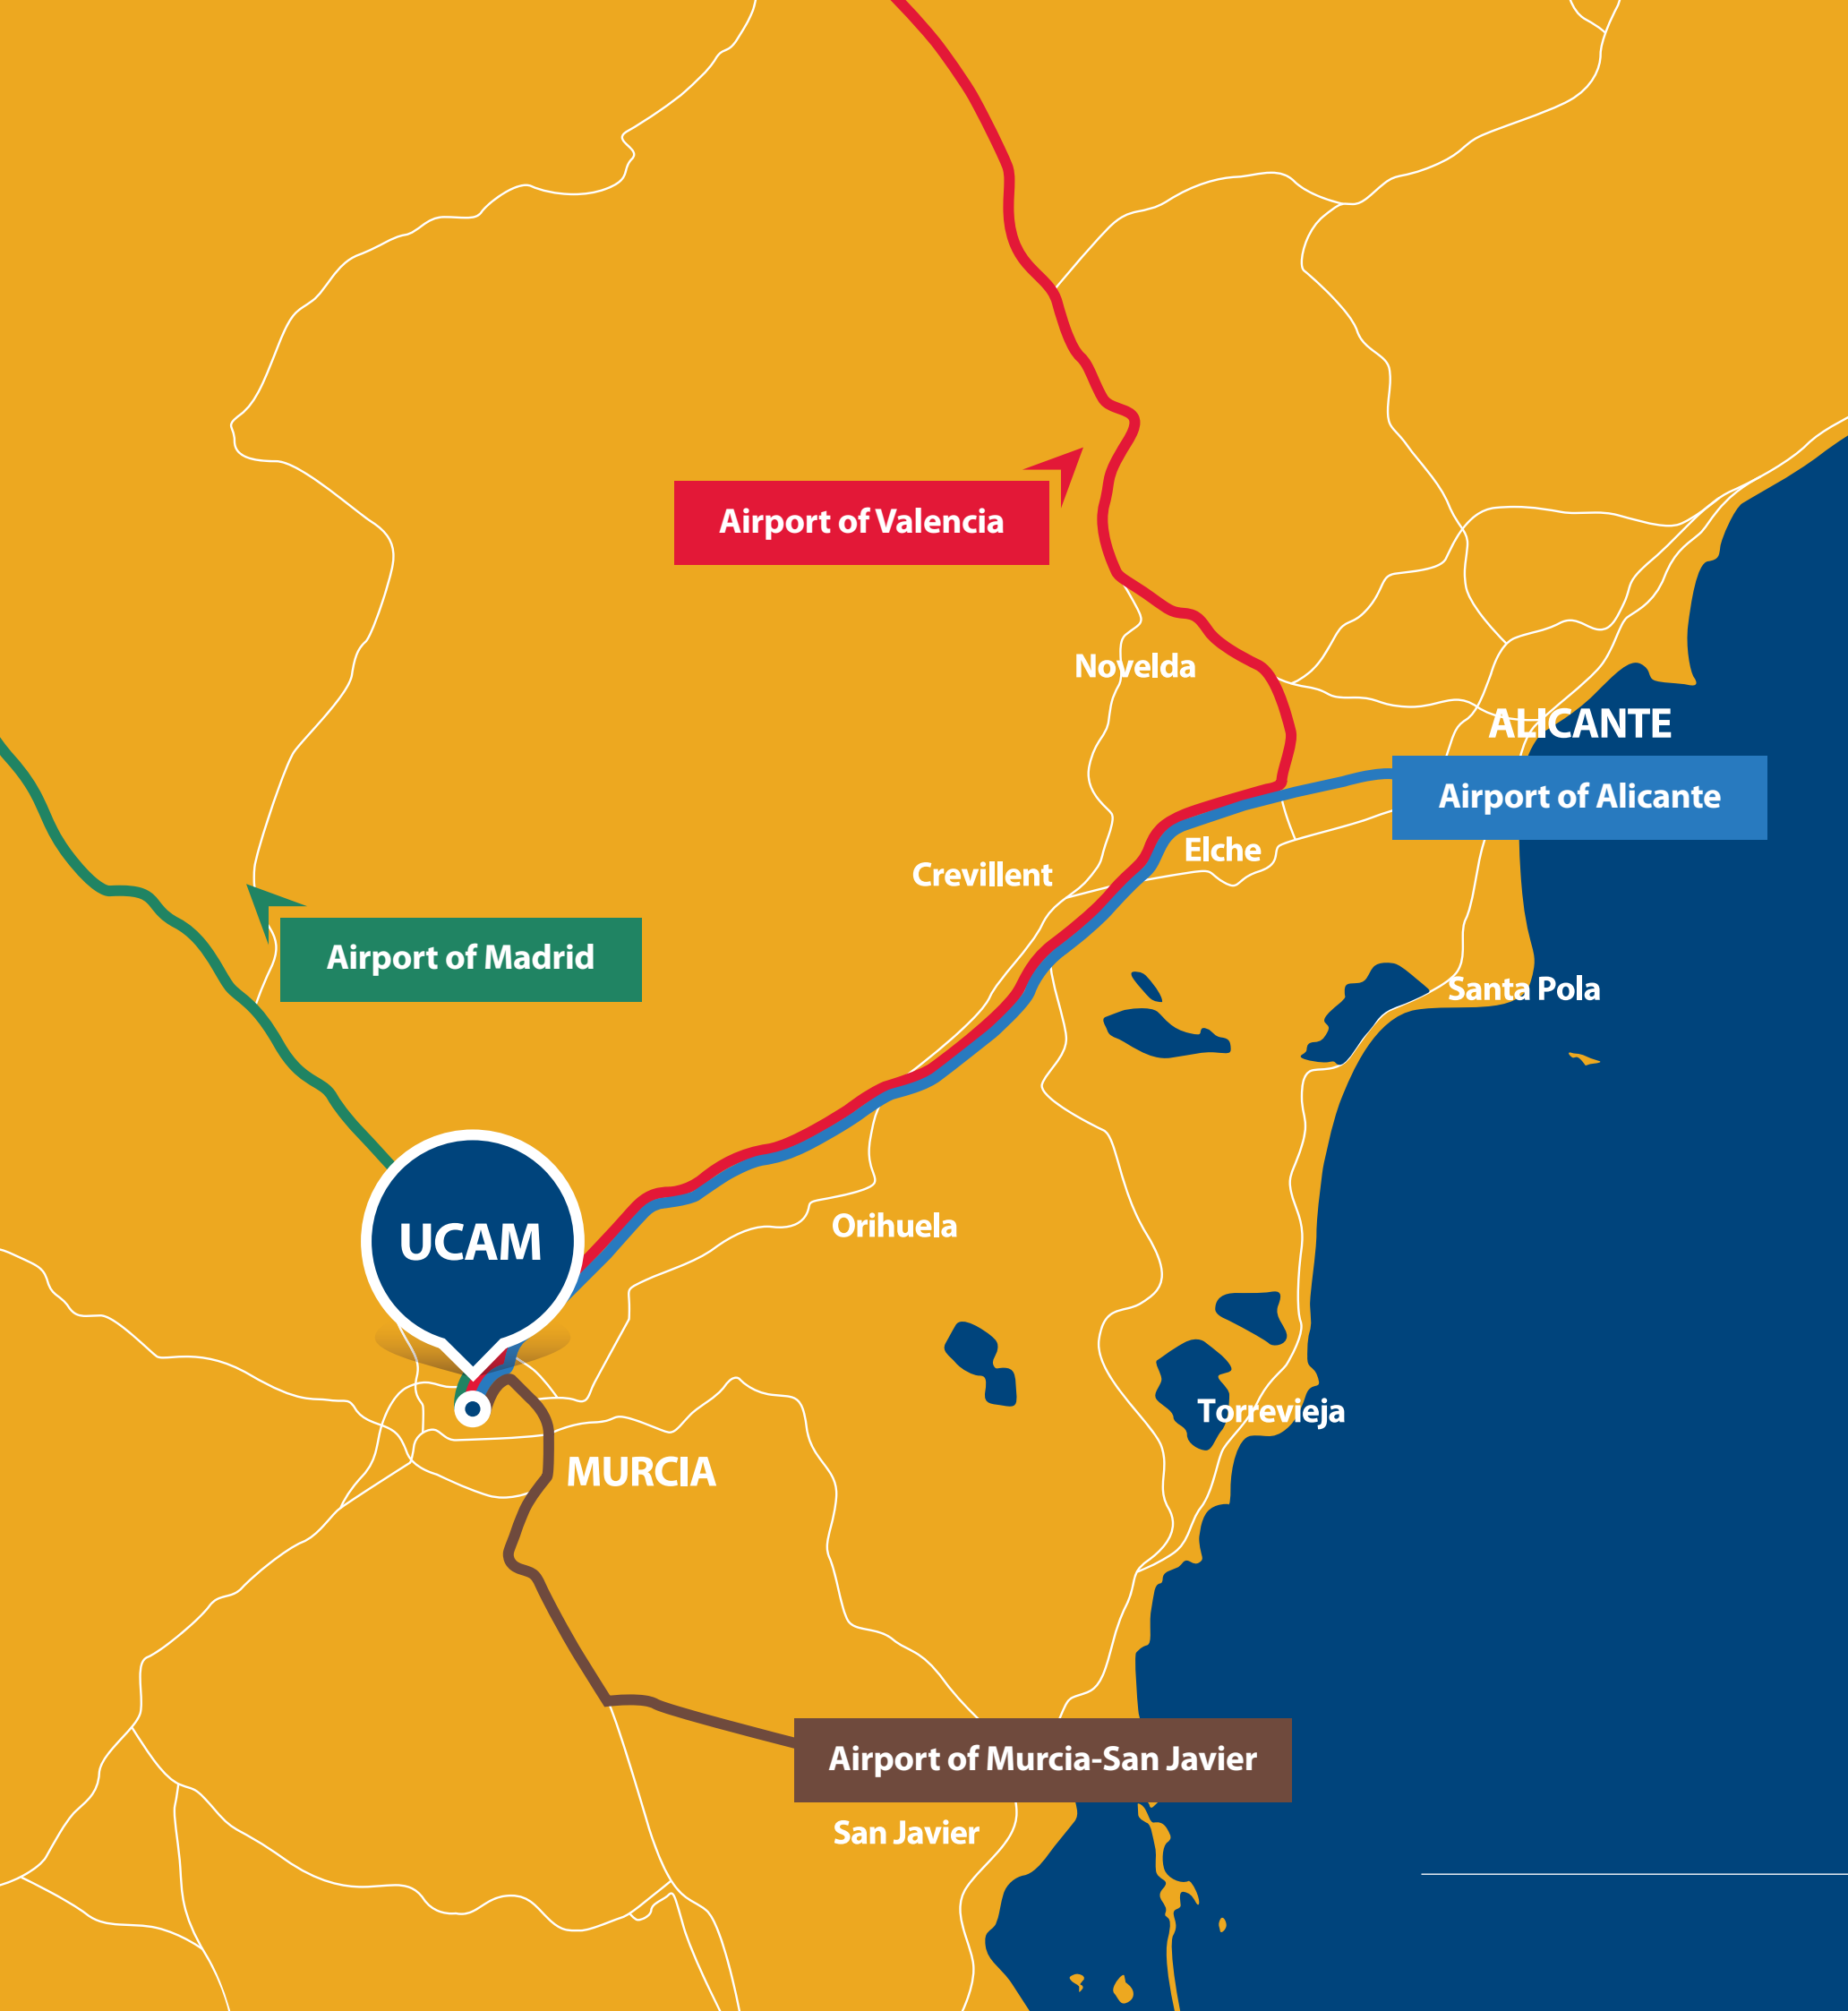 Airport of Valencia
Novelda
ALICANTE
Airport of Alicante
Elche
Crevillent
Airport of Madrid
Santa Pola
Orihuela
UCAM
Torrevieja
MURCIA
Airport of Murcia-San Javier
San Javier